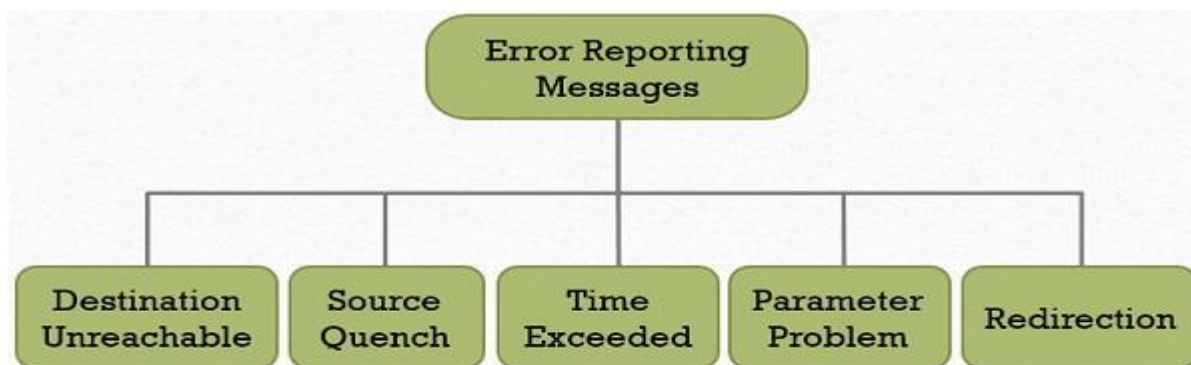 Error Reporting
Messages
Destination
Unreachable
Source
Quench
Time
Exceeded
Parameter
Problem
Redirection